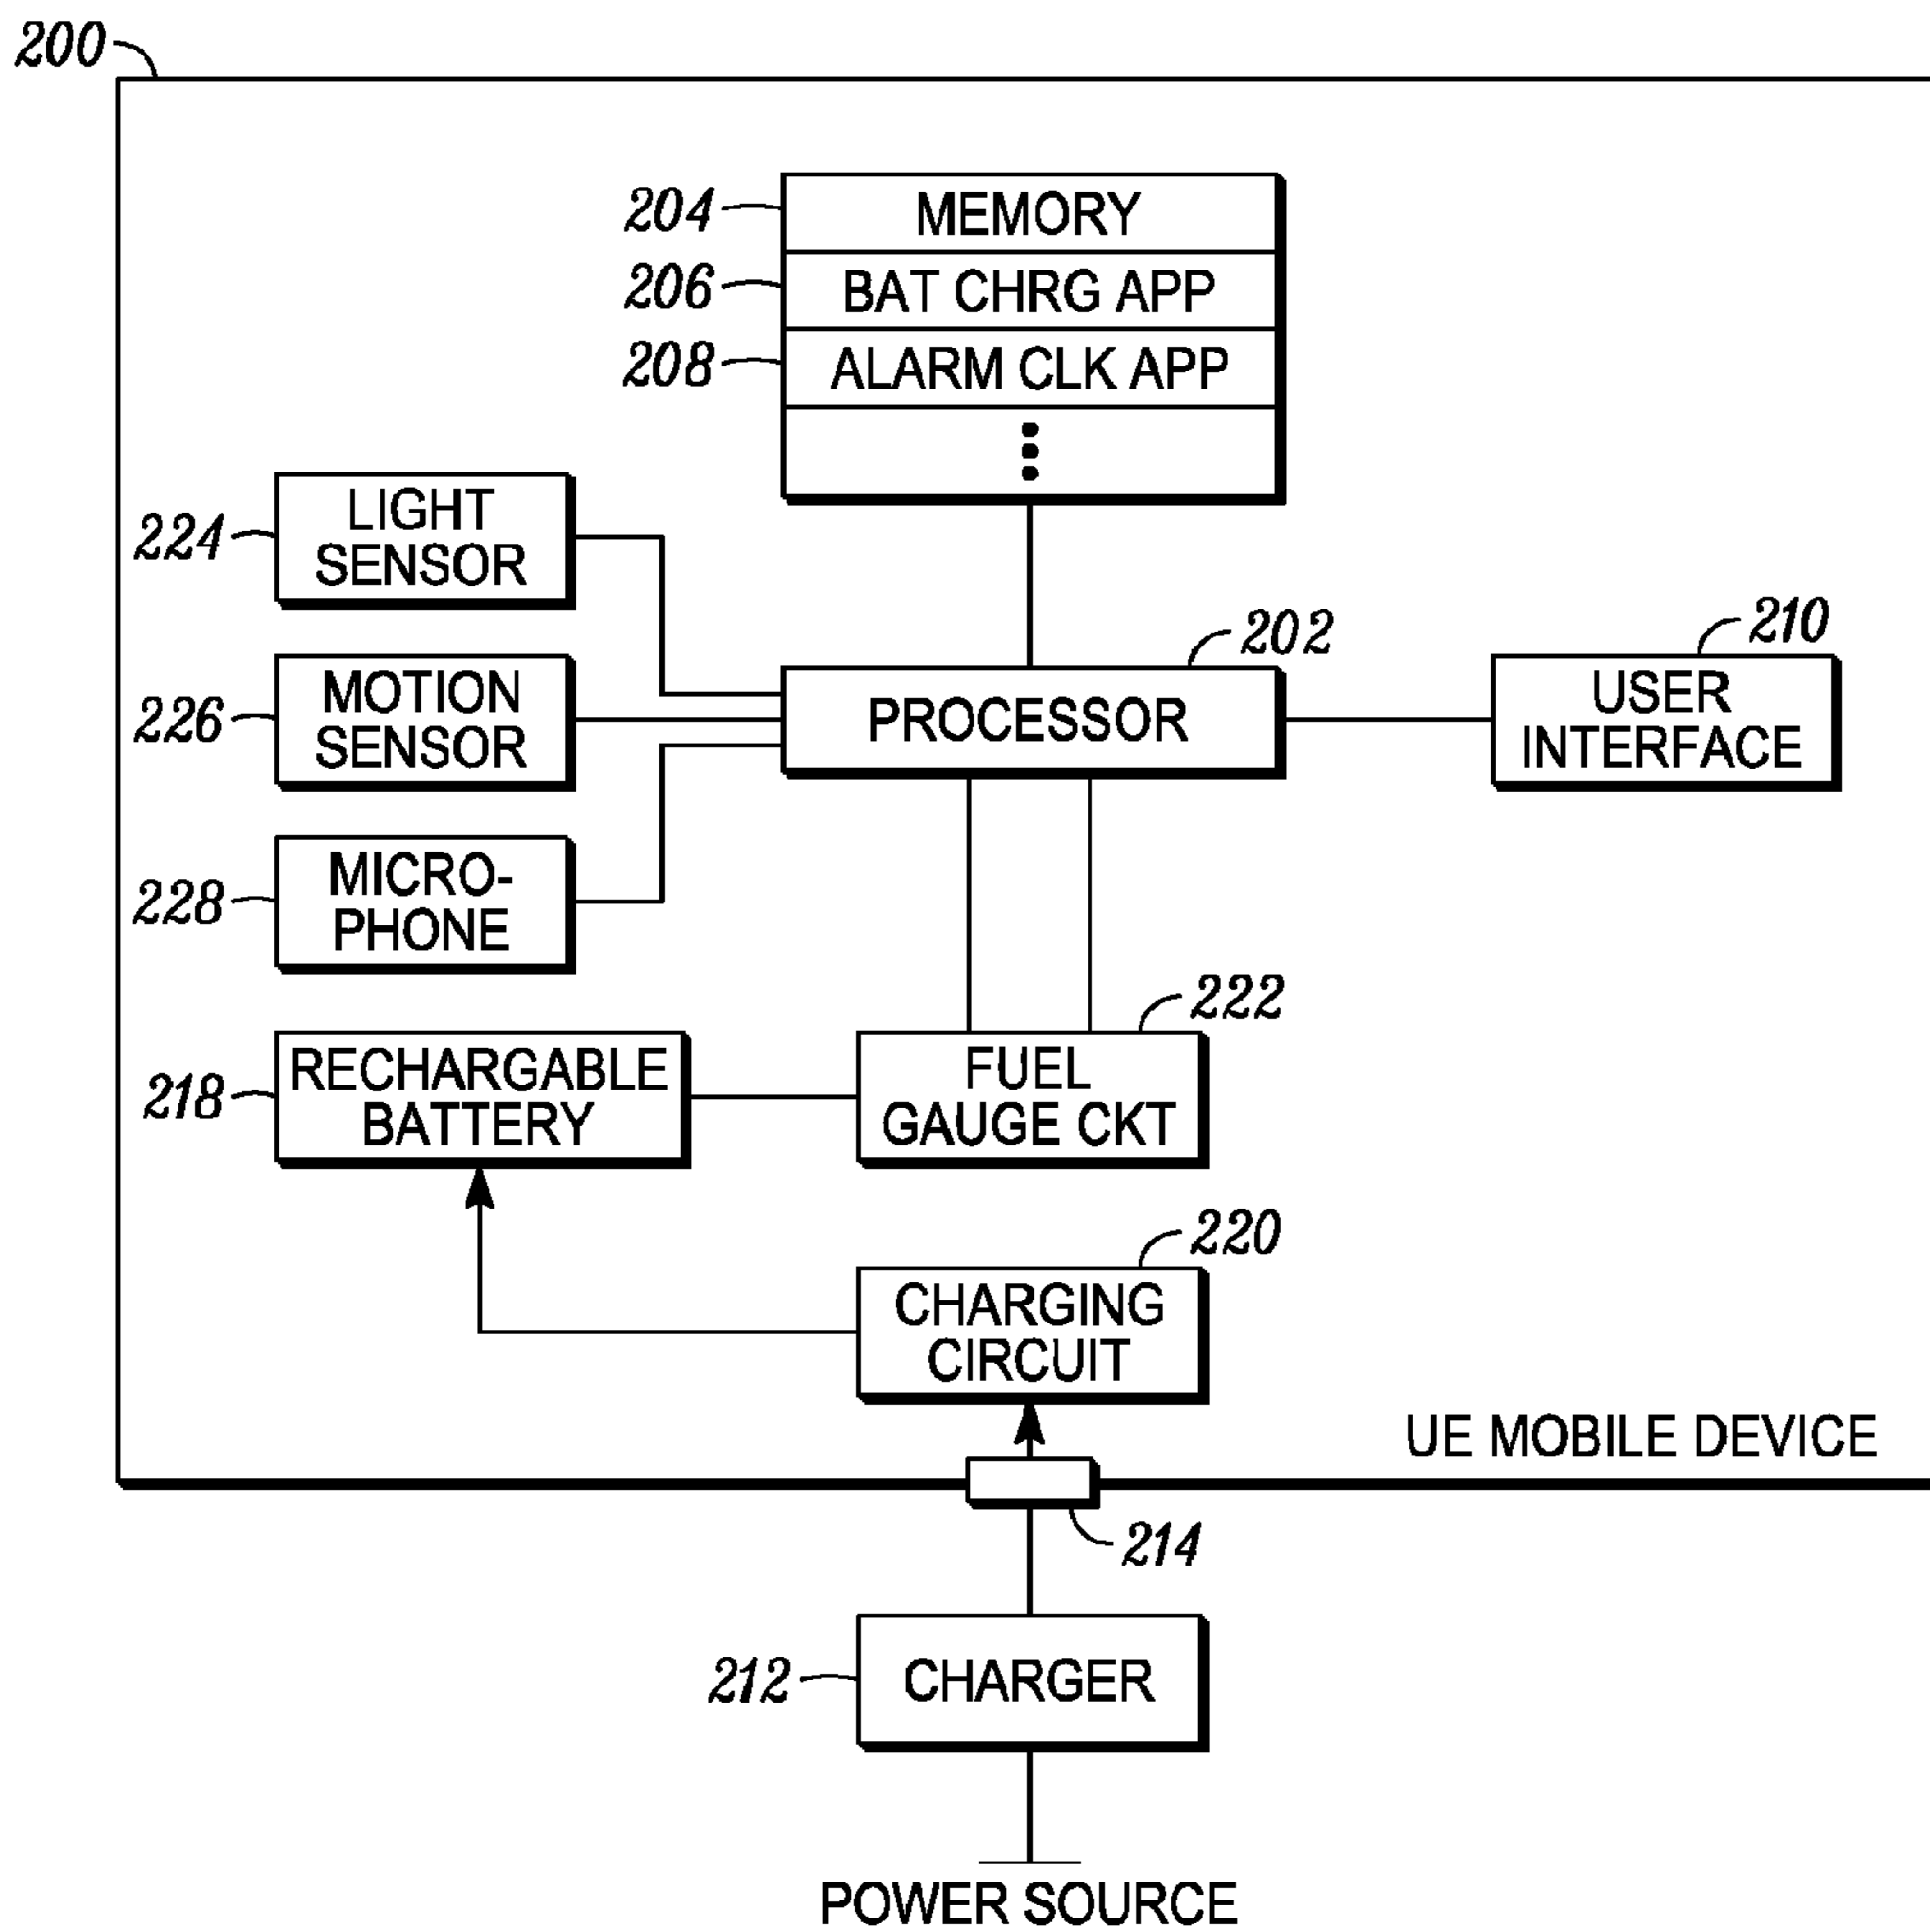 200
204
MEMORY
206
BAT CHRG APP
208
ALARM CLK APP
224
LIGHT
SENSOR
202
210
226
MOTION
SENSOR
PROCESSOR
USER
INTERFACE
228
MICRO-
PHONE
222
218
RECHARGABLE
BATTERY
FUEL
GAUGE CKT
220
CHARGING
CIRCUIT
UE MOBILE DEVICE
214
212
CHARGER
POWER SOURCE